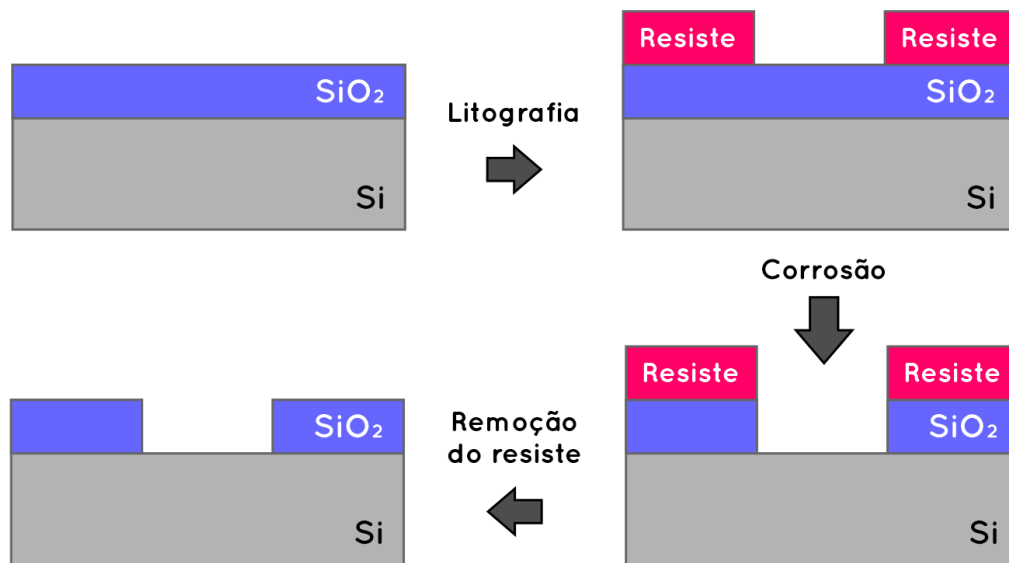 Resiste
Resiste
SiO₂
Si
Litografia
SiO₂
Si
Corrosão
Resiste
Resiste
SiO₂
Si
Remoção
do resiste
SiO₂
Si